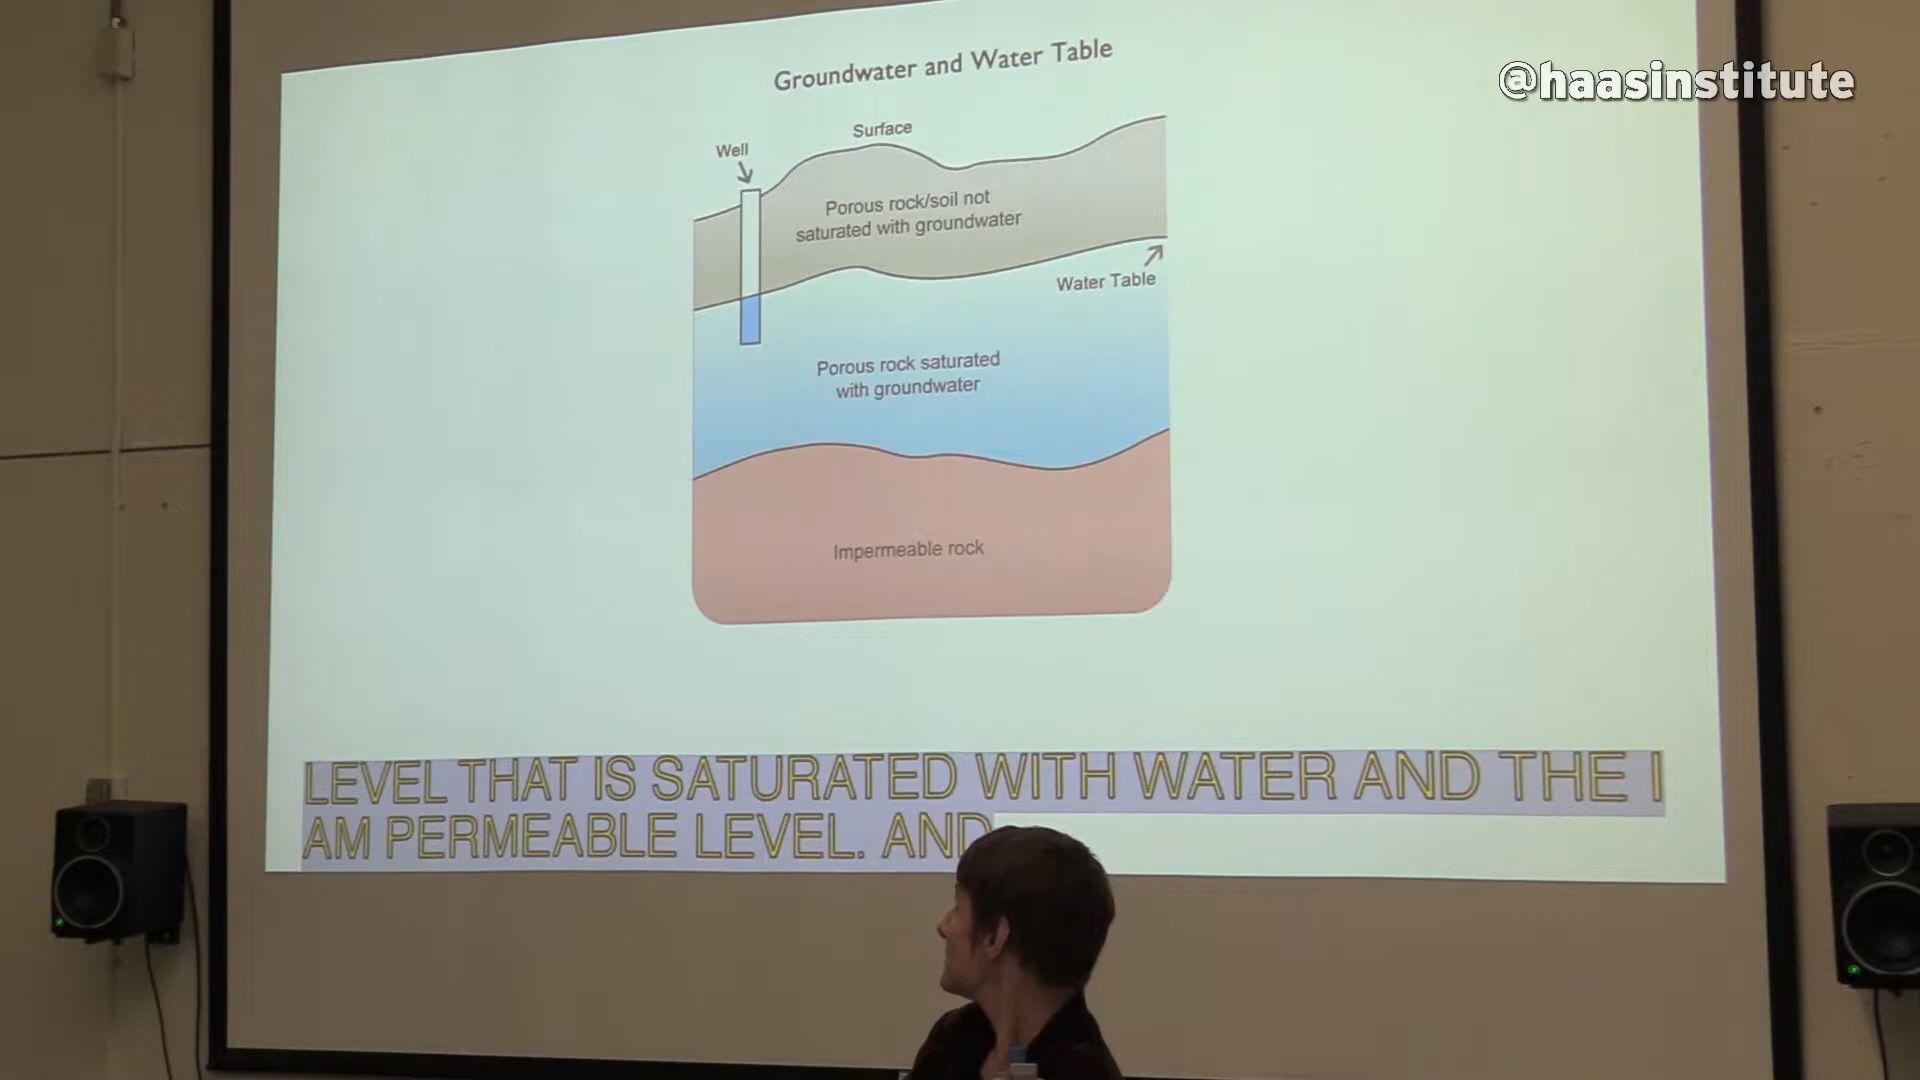 Groundwater and Water Table
@haasinstitute
Surface
Well
Porous rock/soil not
saturated with groundwater
Water Table
Porous rock saturated
with groundwater
Impermeable rock
LEVEL THAT IS SATURATED WITH WATER AND THE I
AM PERMEABLE LEVEL. AND